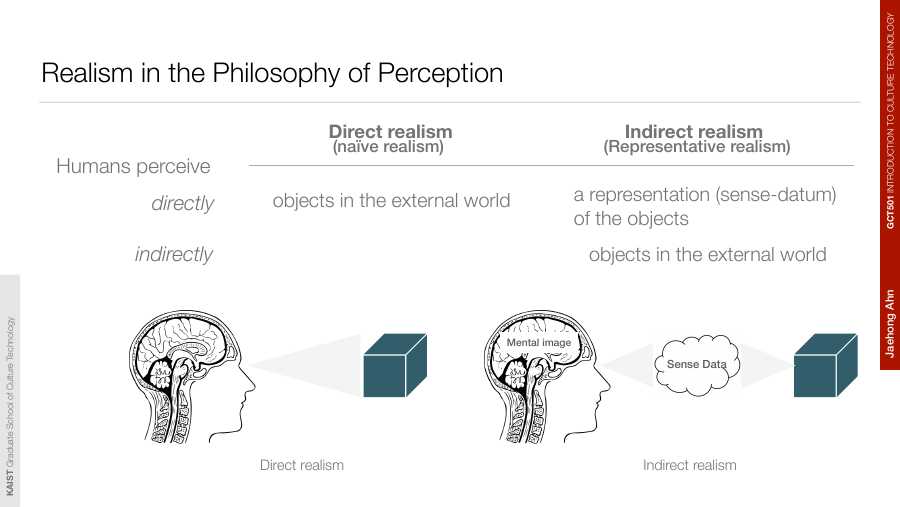 Realism in the Philosophy of Perception
Direct realism
(naïve realism)
Indirect realism
(Representative realism)
Humans perceive
directly
objects in the external world
a representation (sense-datum)
of the objects
indirectly
objects in the external world
Mental image
Sense Data
Direct realism
Indirect realism
KAIST Graduate School of Culture Technology
GCT501 INTRODUCTION TO CULTURE TECHNOLOGY
Jaehong Ahn